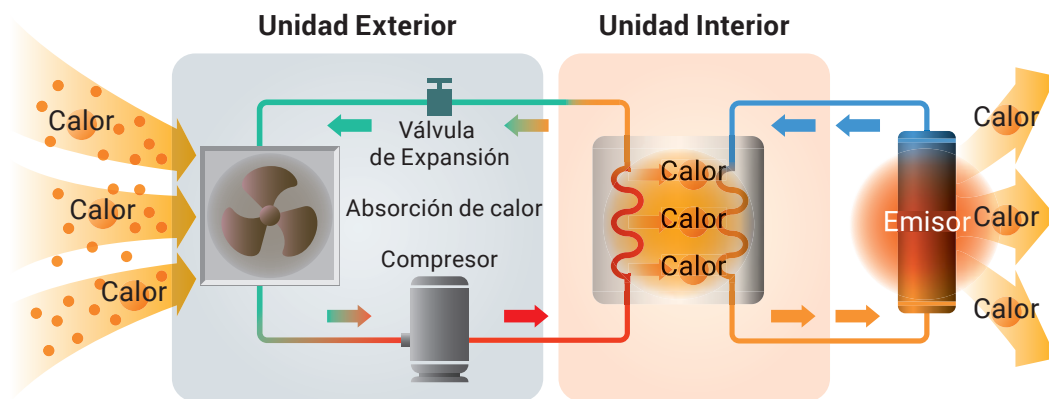 Unidad Exterior
Unidad Interior
Calor
Calor
Calor
Válvula
de Expansión
Absorción de calor
Compresor
Calor
Calor
Calor
Emisor
Calor
Calor
Calor